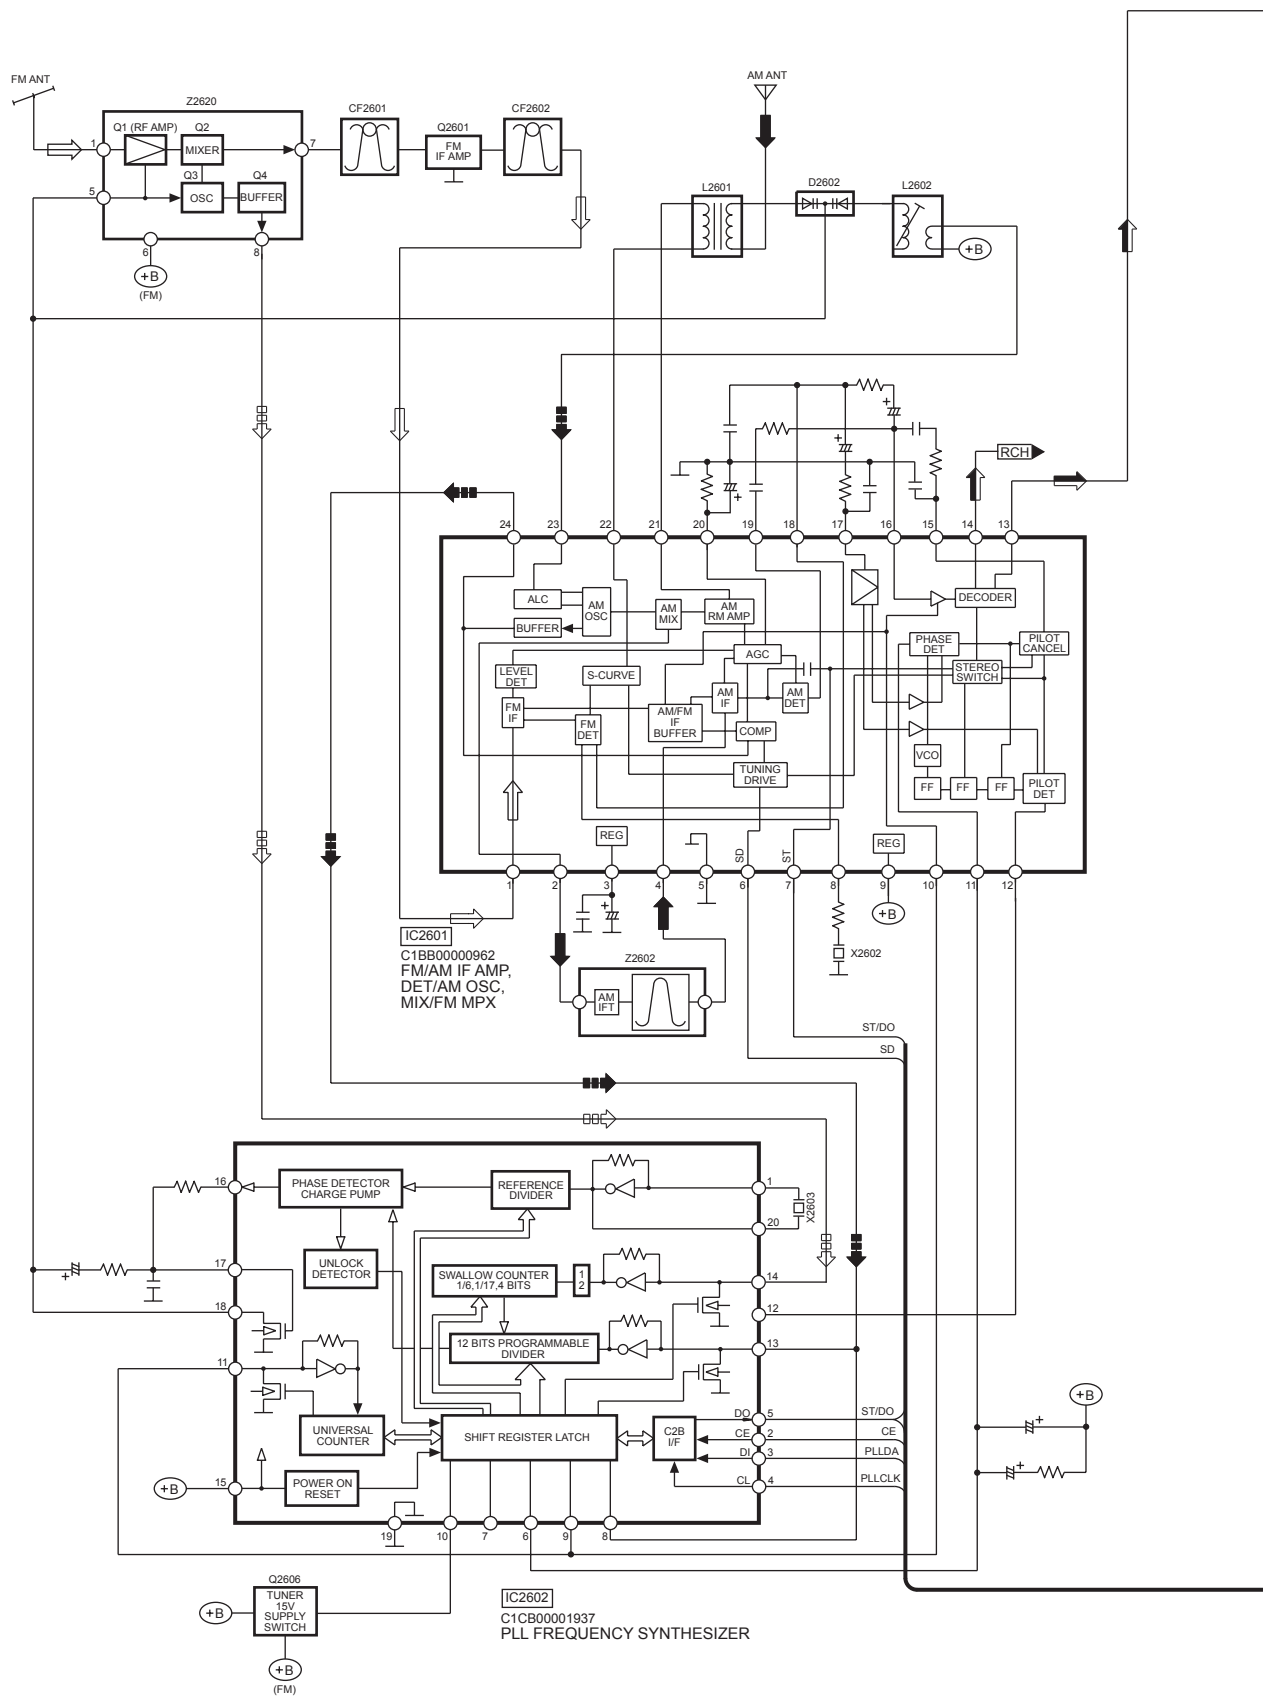 FM ANT
Z2620
Q1 (RF AMP)
Q2
MIXER
Q3
OSC
Q4
BUFFER
1
5
7
6
8
+B
(FM)
CF2601
Q2601
FM
IF AMP
CF2602
AM ANT
L2601
D2602
L2602
+B
RCH
24
23
22
21
20
19
18
17
16
15
14
13
ALC
AM
OSC
BUFFER
AM
MIX
AM
RM AMP
DECODER
PHASE
DET
PILOT
CANCEL
LEVEL
DET
S-CURVE
AGC
STEREO
SWITCH
FM
IF
FM
DET
AM/FM
IF
BUFFER
AM
IF
AM
DET
COMP
TUNING
DRIVE
VCO
FF
FF
FF
PILOT
DET
REG
SD
ST
REG
1
2
3
4
5
6
7
8
9
10
11
12
+
+
+
+
+B
X2602
IC2601
C1BB00000962
FM/AM IF AMP,
DET/AM OSC,
MIX/FM MPX
Z2602
AM
IFT
ST/DO
SD
16
PHASE DETECTOR
CHARGE PUMP
REFERENCE
DIVIDER
1
X2603
20
17
UNLOCK
DETECTOR
SWALLOW COUNTER
1/6,1/17,4 BITS
1
2
14
+
18
12
12 BITS PROGRAMMABLE
DIVIDER
13
11
UNIVERSAL
COUNTER
SHIFT REGISTER LATCH
C2B
I/F
DO
5
ST/DO
CE
2
CE
DI
3
PLLDA
CL
4
PLLCLK
+B
15
POWER ON
RESET
19
10
7
6
9
8
+B
+
+
Q2606
TUNER
15V
SUPPLY
SWITCH
+B
+B
(FM)
IC2602
C1CB00001937
PLL FREQUENCY SYNTHESIZER